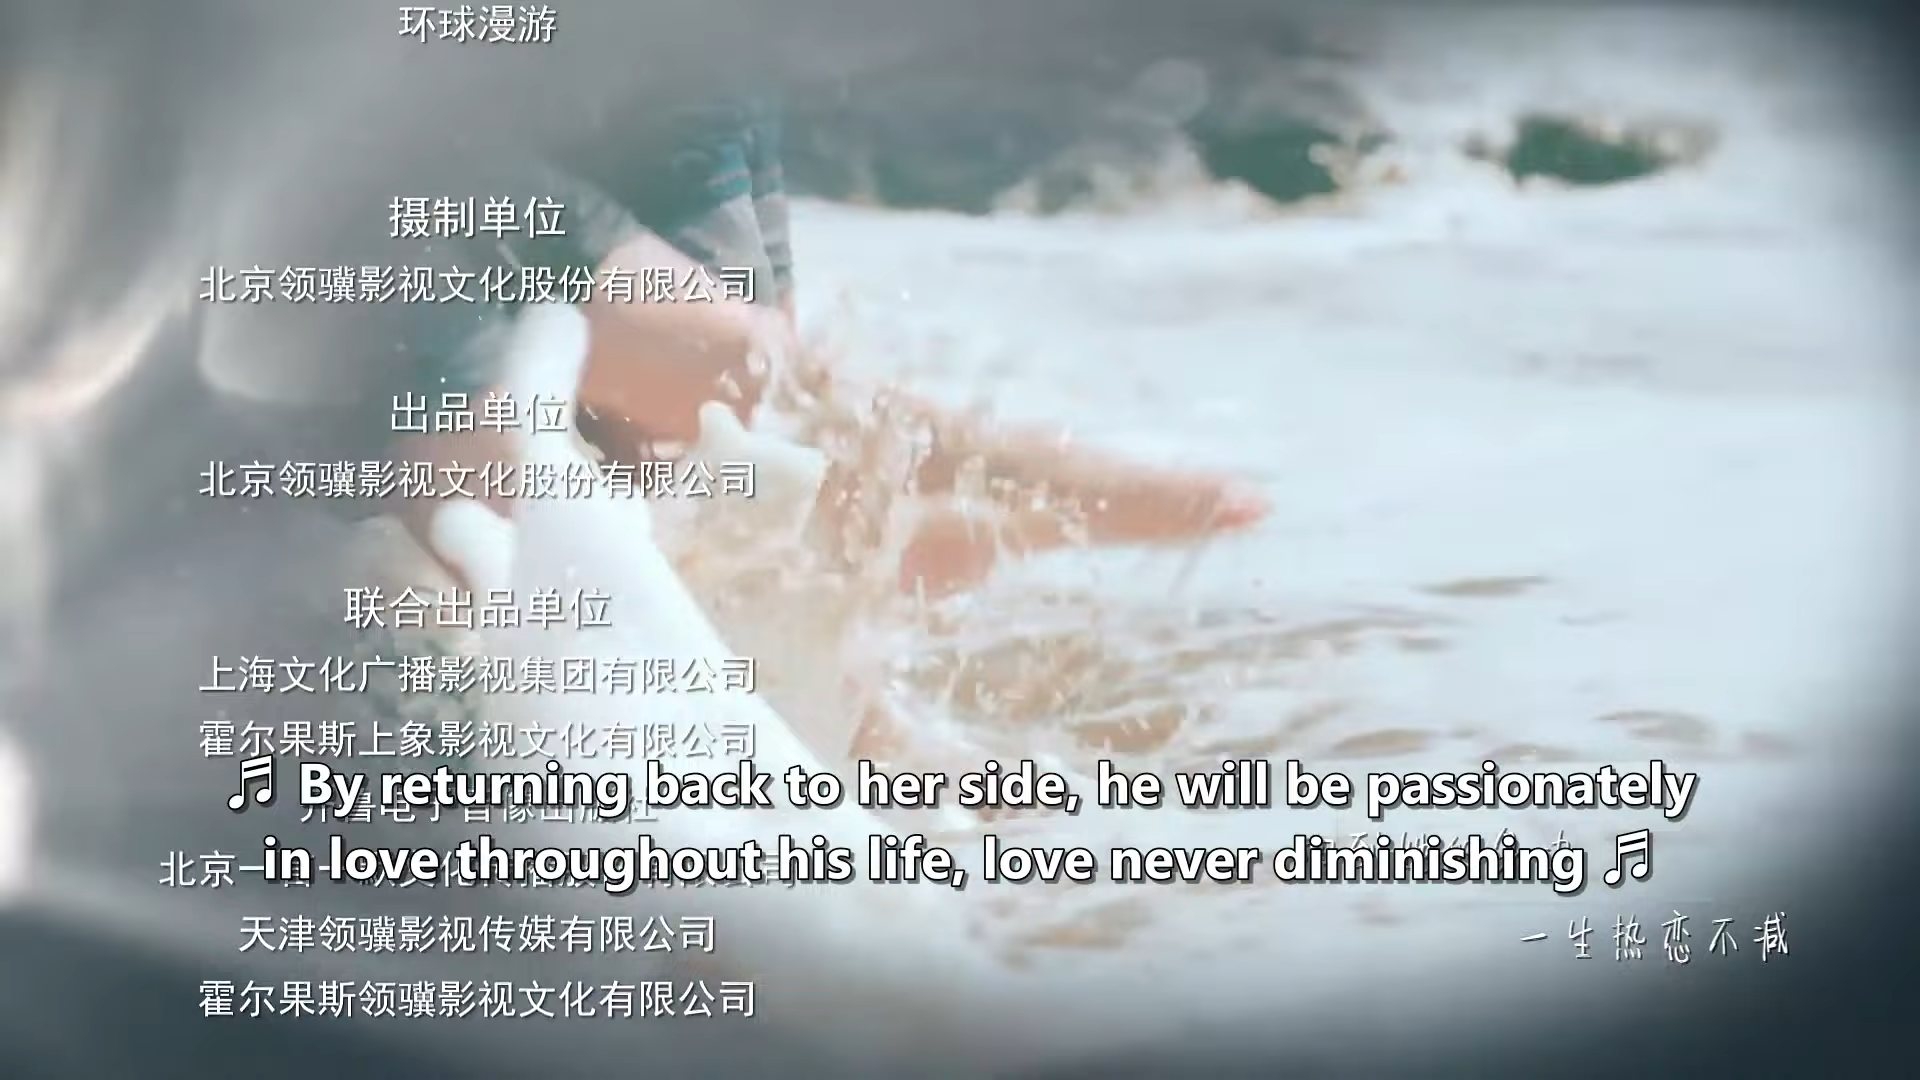 环球漫游
摄制单位
北京领骥影视文化股份有限公司
出品单位
北京领骥影视文化股份有限公司
联合出品单位
上海文化广播影视集团有限公司
霍尔果斯上象影视文化有限公司
♫ By returning back to her side, he will be passionately
in love throughout his life, love never diminishing ♫
一生热恋不减
天津领骥影视传媒有限公司
霍尔果斯领骥影视文化有限公司